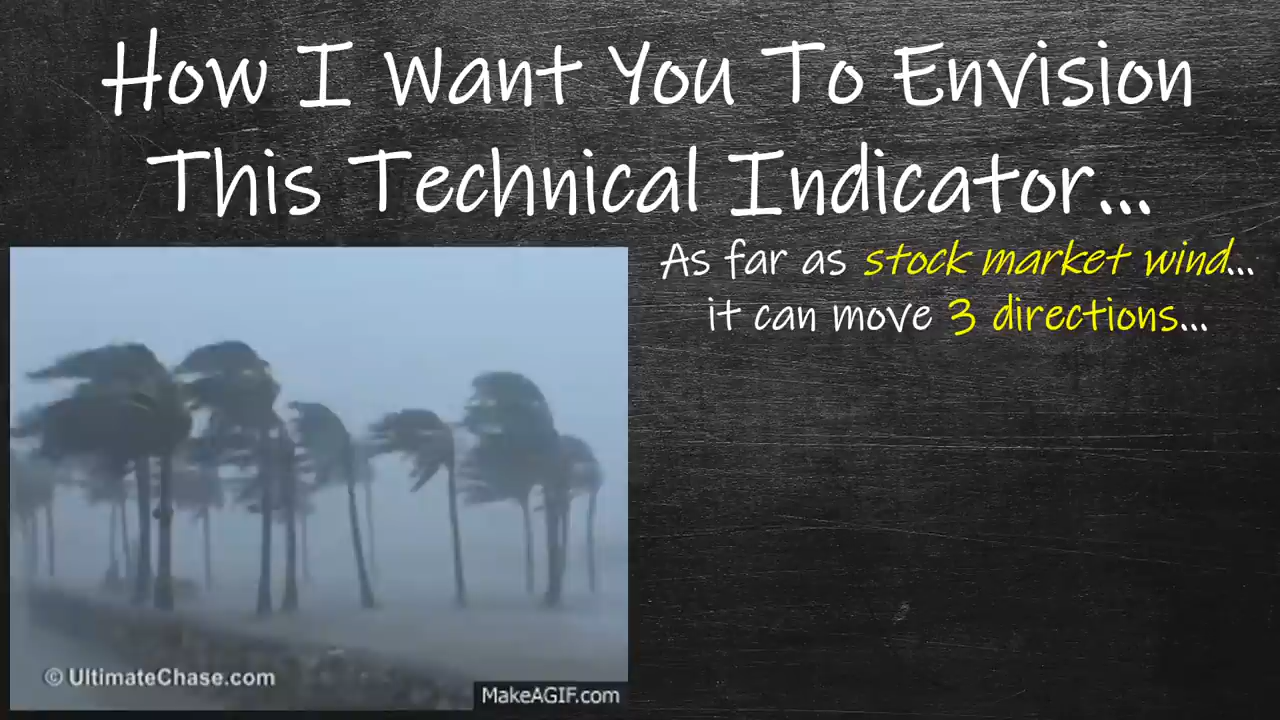 How I Want You To Envision
This Technical Indicator...
As far as stock market wind...
it can move 3 directions...
© UltimateChase.com
MakeAGIF.com